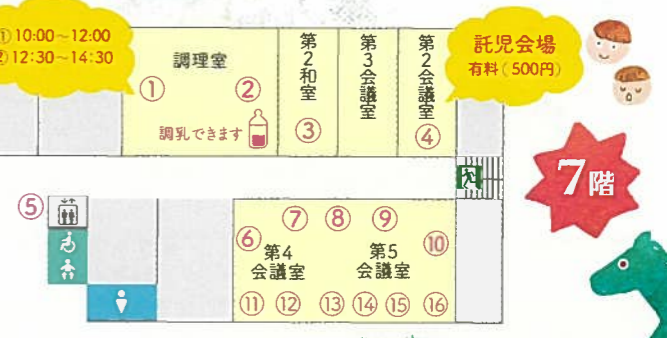 ① 10:00~12:00
② 12:30~14:30
調理室
①
②
調乳できます
第2和室
③
第3会議室
第2会議室
④
託児会場
有料(500円)
7階
⑤
⑥
⑦
⑧
⑨
⑩
第4
会議室
第5
会議室
⑪
⑫
⑬
⑭
⑮
⑯